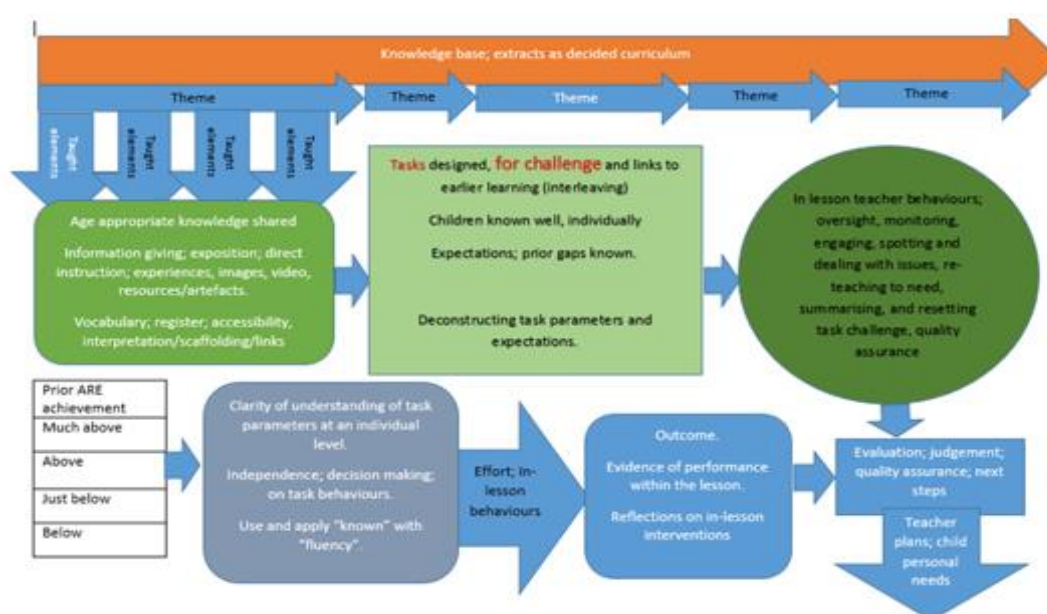 Knowledge base; extracts as decided curriculum
Theme
Theme
Theme
Theme
Theme
Taught
elements
Taught
elements
Taught
elements
Taught
elements
Age appropriate knowledge shared
Information giving; exposition; direct
instruction; experiences, images, video,
resources/artefacts.
Vocabulary; register; accessibility,
interpretation/scaffolding/links
Tasks designed, for challenge and links to
earlier learning (interleaving)
Children known well, individually
Expectations; prior gaps known.
Deconstructing task parameters and
expectations.
In lesson teacher behaviours;
oversight, monitoring,
engaging, spotting and
dealing with issues, re-
teaching to need,
summarising, and resetting
task challenge, quality
assurance
Prior ARE
achievement
Much above
Above
Just below
Below
Clarity of understanding of task
parameters at an individual
level.
Independence; decision making;
on task behaviours.
Use and apply "known" with
"fluency".
Effort; in-
lesson
behaviours
Outcome.
Evidence of performance
within the lesson.
Reflections on in-lesson
interventions
Evaluation; judgement;
quality assurance; next
steps
Teacher
plans; child
personal
needs